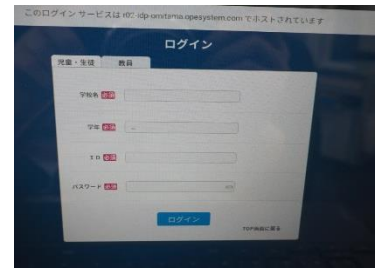 このログイン サービスは r02-idp-umitama.opesystem.com でホストされています
ログイン
児童・生徒 教員
学校名 必須
学年 必須
ＩＤ 必須
パスワード 必須
ログイン
TOP画面に戻る